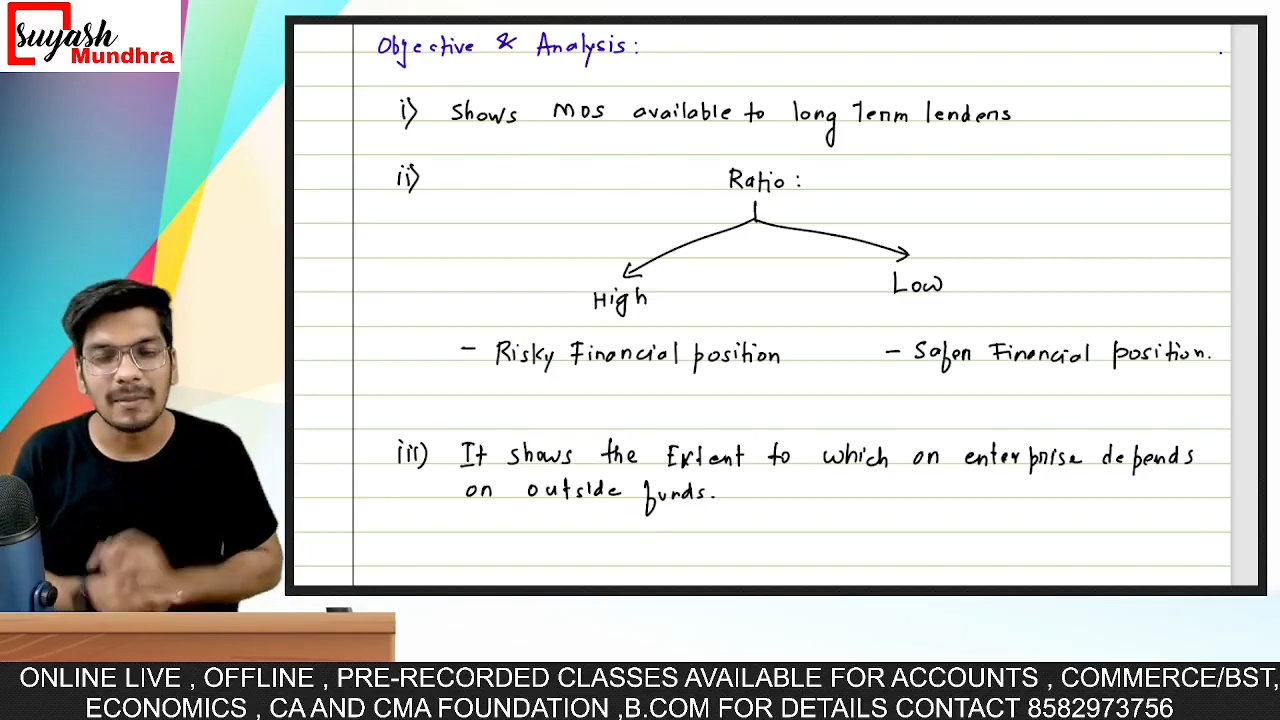 Suyash
Mundhra
Objective & Analysis:
i) Shows MOS available to long Term lenders
ii) Ratio:
High
Low
- Risky Financial position
- Safer Financial position.
iii) It shows the Extent to which an enterprise depends
on outside funds.
ONLINE LIVE , OFFLINE , PRE-RECORDED CLASSES AVAILABLE FOR ACCOUNTS , COMMERCE/BST,
ECONOMICS , CA AND CMA FOUNDATION ,B.COM FOR DETAILS CONTACT 8582973756